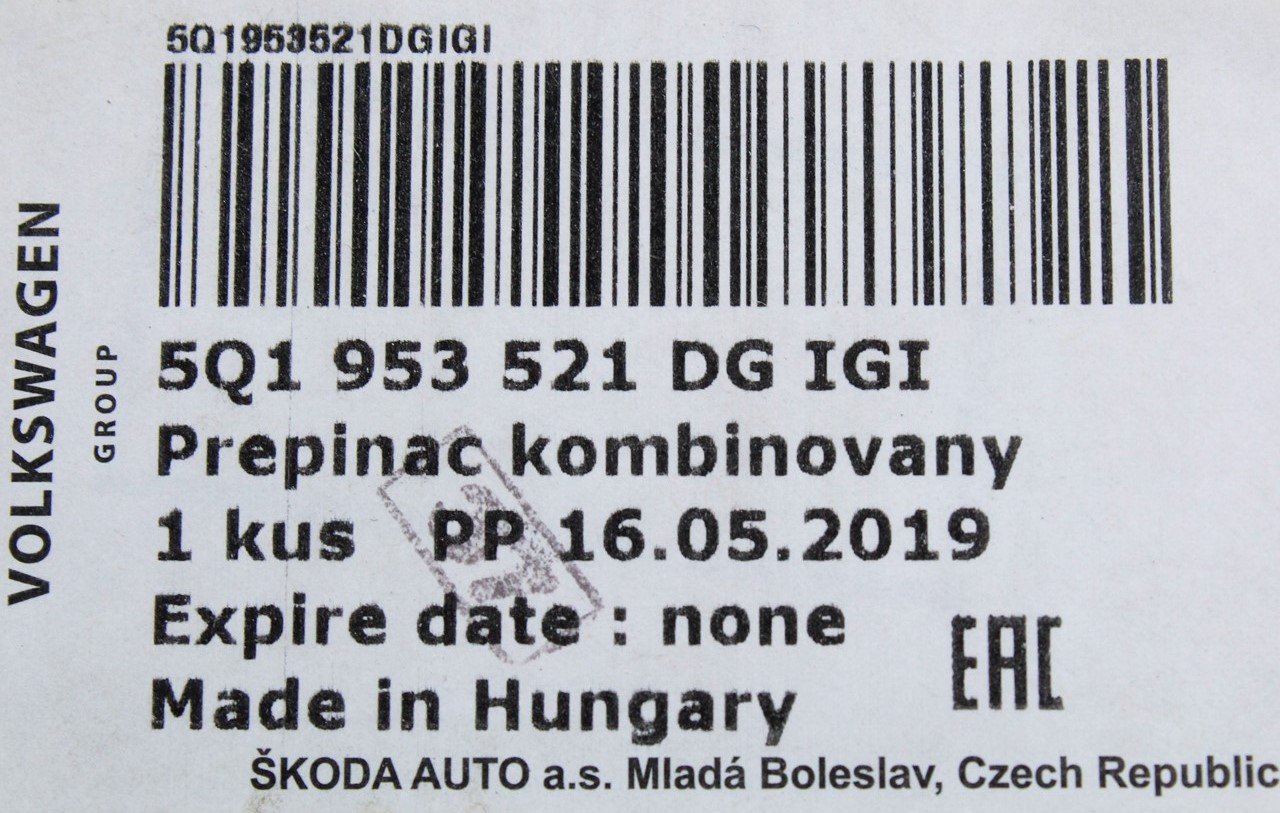 5Q1953521DGIGI
VOLKSWAGEN
GROUP
5Q1 953 521 DG IGI
Prepinac kombinovany
1 kus PP 16.05.2019
Expire date : none
Made in Hungary
EAC
ŠKODA AUTO a.s. Mladá Boleslav, Czech Republic